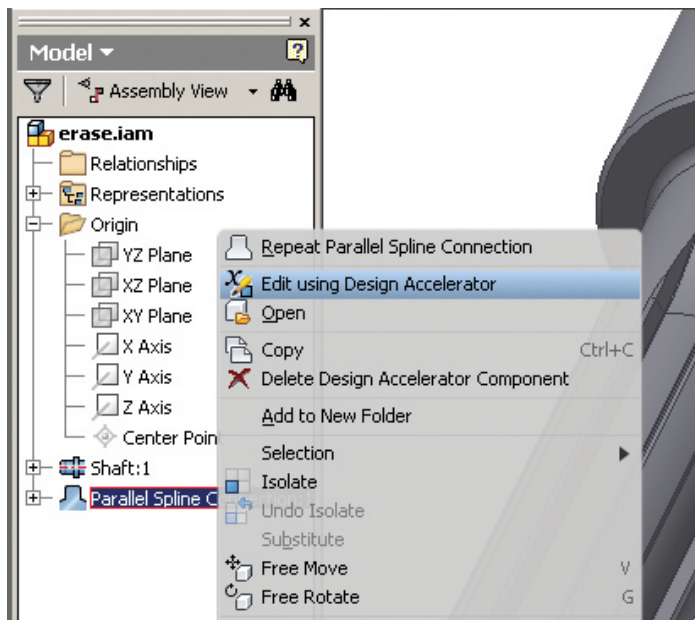 Model
Assembly View
erase.iam
Relationships
Representations
Origin
YZ Plane
XZ Plane
XY Plane
X Axis
Y Axis
Z Axis
Center Poin
Shaft:1
Parallel Spline C
Repeat Parallel Spline Connection
Edit using Design Accelerator
Open
Copy Ctrl+C
Delete Design Accelerator Component
Add to New Folder
Selection
Isolate
Undo Isolate
Substitute
Free Move V
Free Rotate G